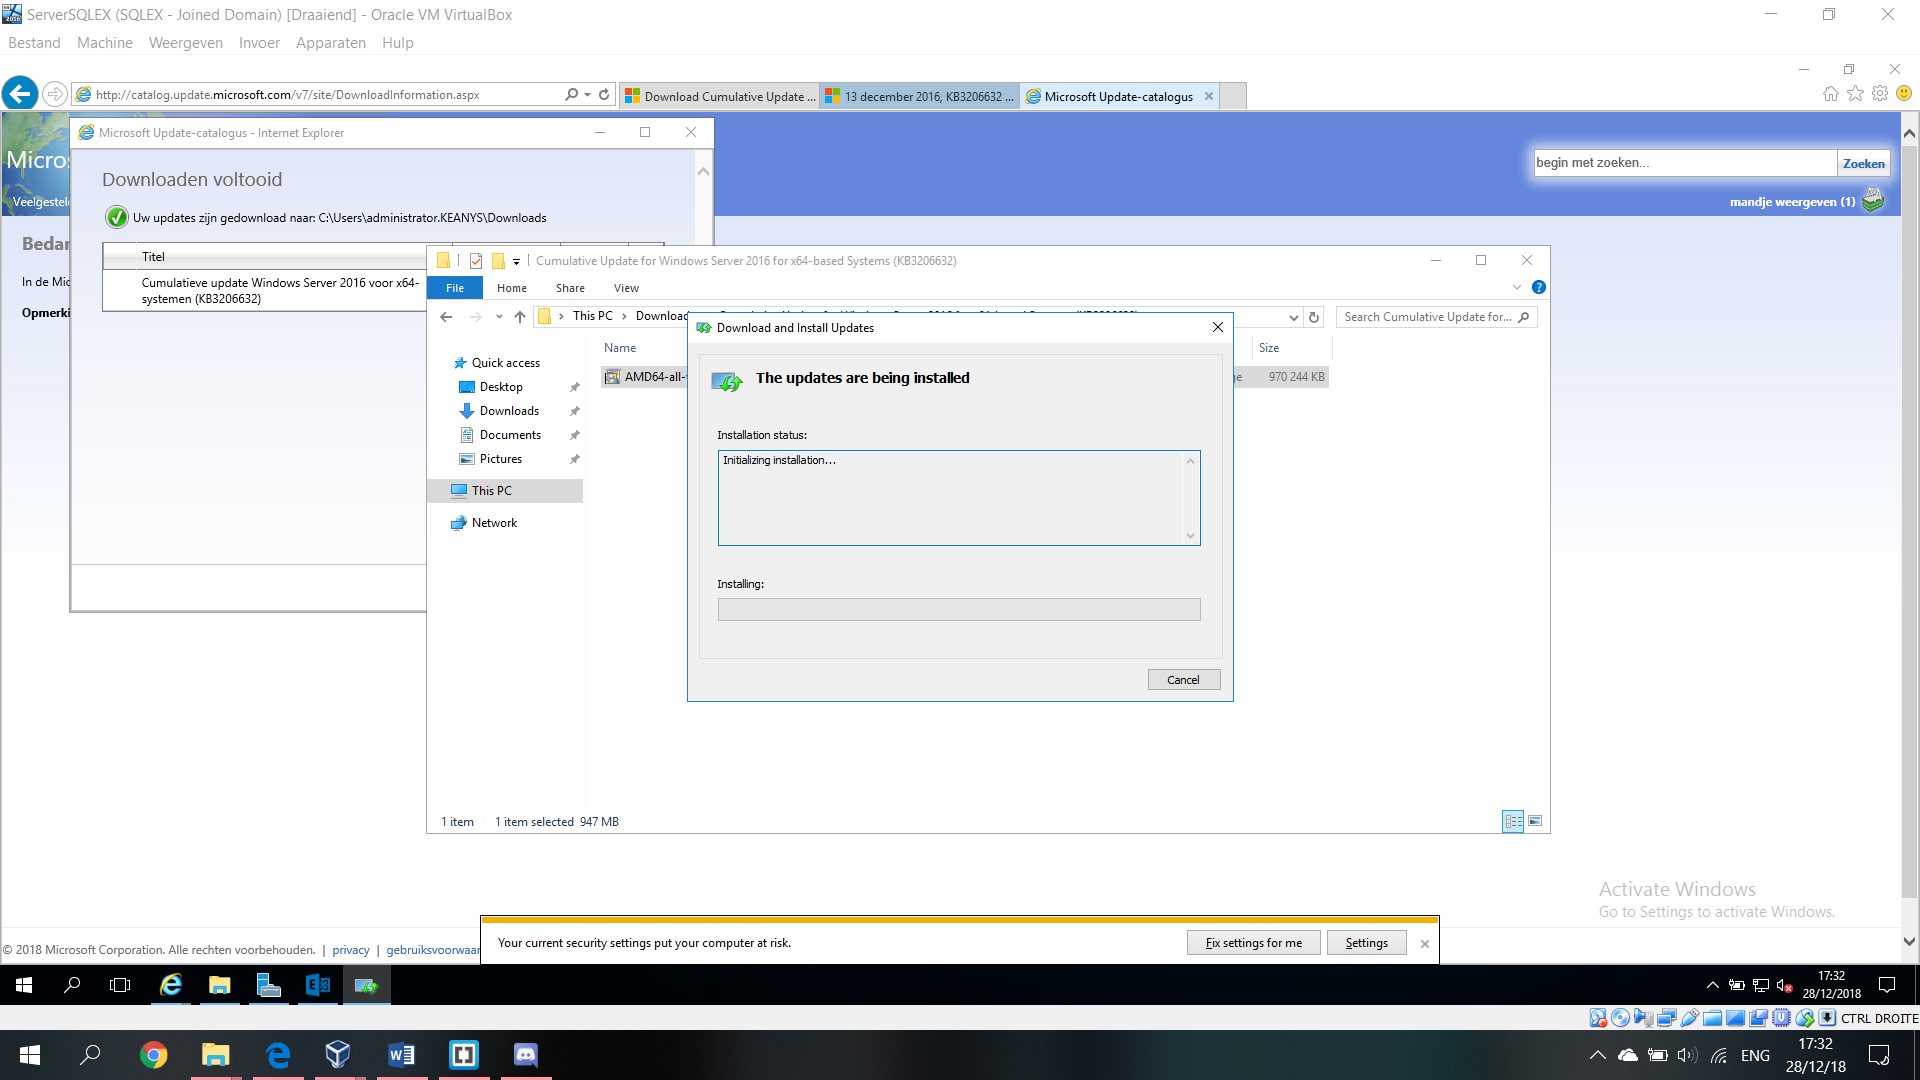 ServerSQLEX (SQLEX - Joined Domain) [Draaiend] - Oracle VM VirtualBox
Bestand Machine Weergeven Invoer Apparaten Hulp
http://catalog.update.microsoft.com/v7/site/DownloadInformation.aspx
Download Cumulative Update ...
13 december 2016, KB3206632 ...
Microsoft Update-catalogus
Microsoft Update-catalogus - Internet Explorer
Micros
begin met zoeken...
Zoeken
Downloaden voltooid
Veelgestel
mandje weergeven (1)
Uw updates zijn gedownload naar: C:\Users\administrator.KEANYS\Downloads
Bedan
Titel
In de Mic
Cumulatieve update Windows Server 2016 voor x64-
systemen (KB3206632)
Opmerki
Cumulative Update for Windows Server 2016 for x64-based Systems (KB3206632)
File Home Share View
This PC
Download
Search Cumulative Update for...
Name
Size
Quick access
Desktop
Downloads
Documents
Pictures
This PC
Network
AMD64-all-
ge
970 244 KB
Download and Install Updates
The updates are being installed
Installation status:
Initializing installation...
Installing:
Cancel
1 item 1 item selected 947 MB
Activate Windows
Go to Settings to activate Windows.
Your current security settings put your computer at risk.
Fix settings for me
Settings
© 2018 Microsoft Corporation. Alle rechten voorbehouden. | privacy | gebruiksvoorwaar
17:32
28/12/2018
CTRL DROITE
ENG
17:32
28/12/18